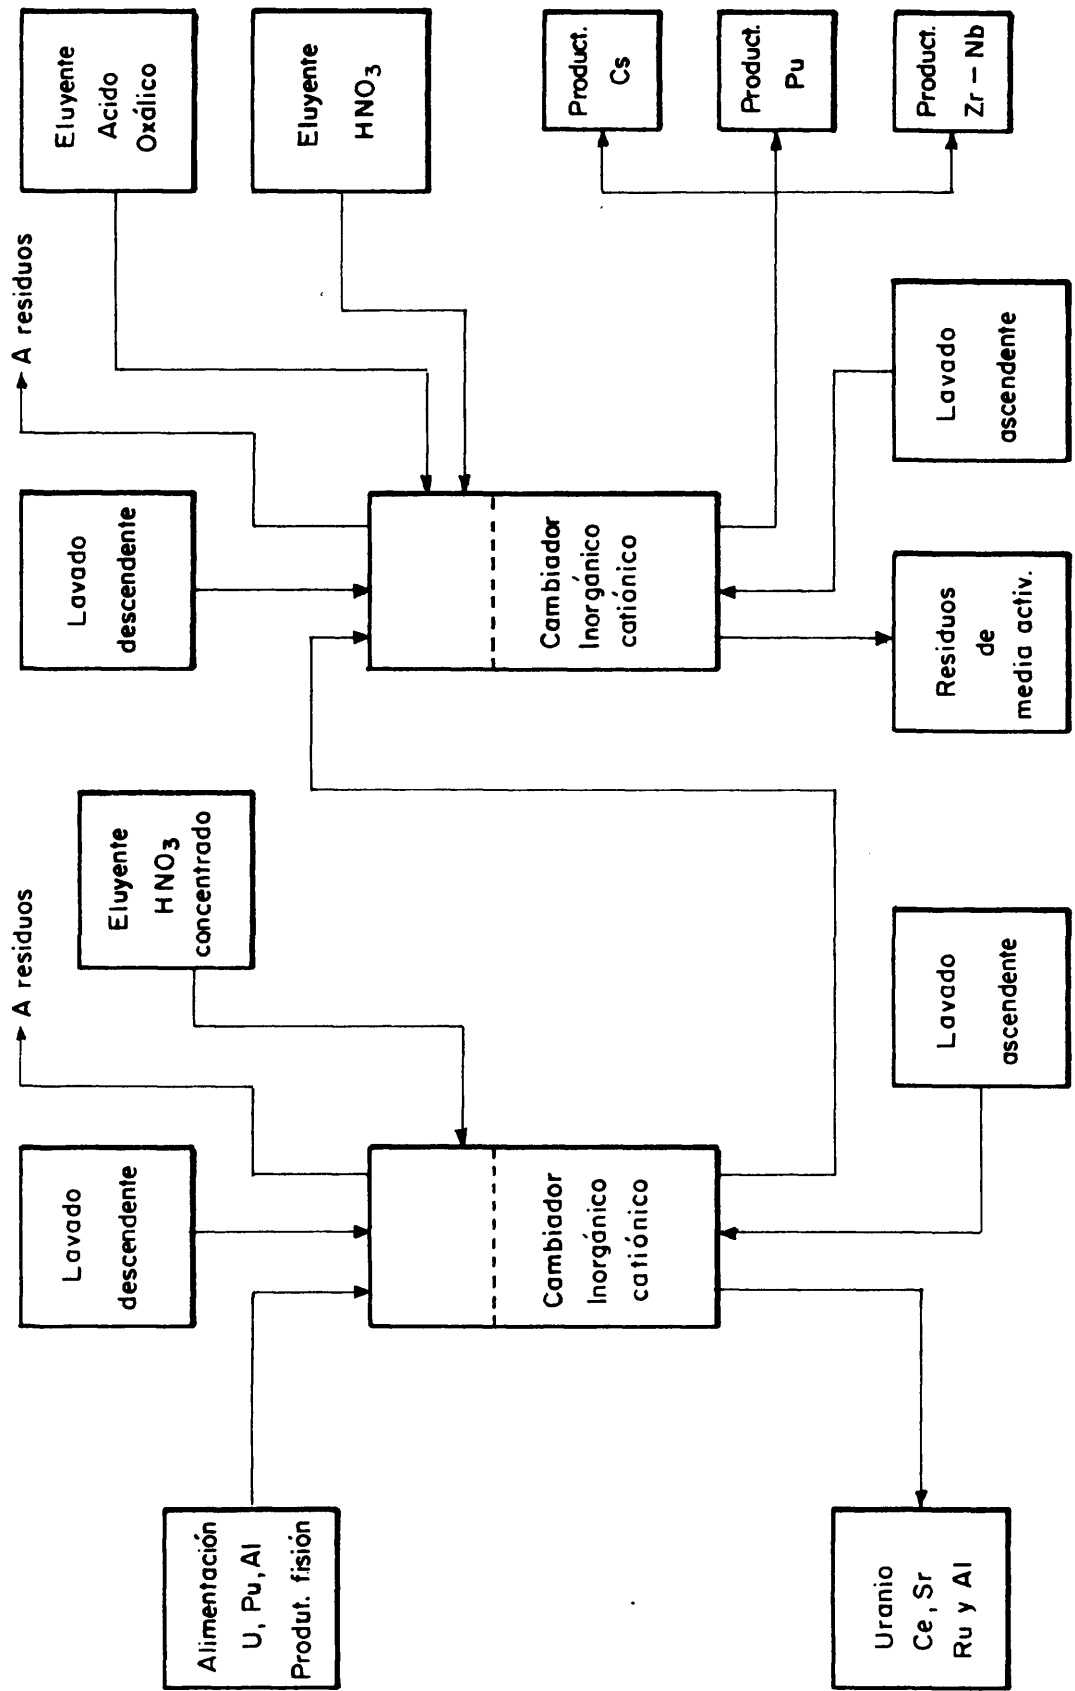 A residuos
A residuos
Lavado
descendente
Lavado
descendente
Eluyente
Acido
Oxálico
Eluyente
HNO3
concentrado
Alimentación
U, Pu, Al
Produt. fisión
Eluyente
HNO3
Cambiador
Inorgánico
catiónico
Cambiador
Inorgánico
catiónico
Product.
Cs
Product.
Pu
Product.
Zr – Nb
Uranio
Ce, Sr
Ru y Al
Lavado
ascendente
Residuos
de
media activ.
Lavado
ascendente